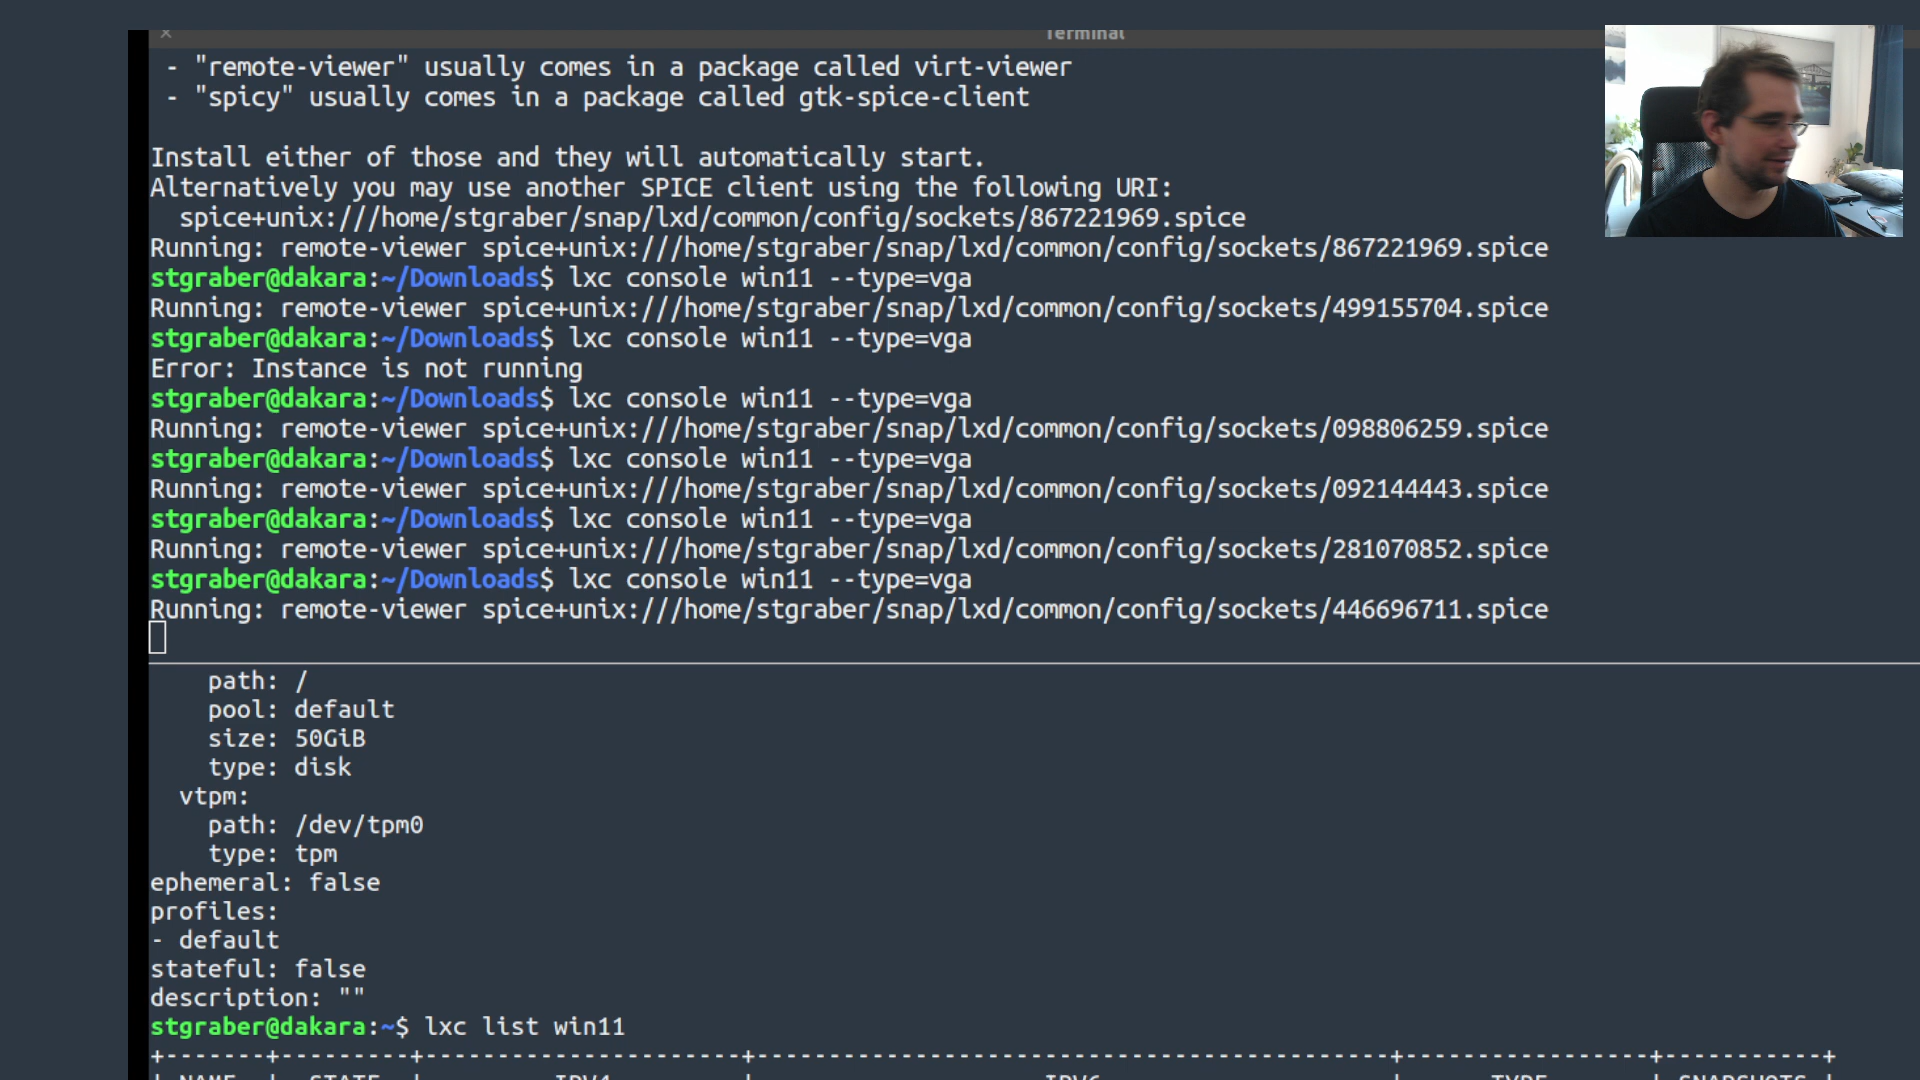 Terminal
- "remote-viewer" usually comes in a package called virt-viewer
- "spicy" usually comes in a package called gtk-spice-client
Install either of those and they will automatically start.
Alternatively you may use another SPICE client using the following URI:
spice+unix:///home/stgraber/snap/lxd/common/config/sockets/867221969.spice
Running: remote-viewer spice+unix:///home/stgraber/snap/lxd/common/config/sockets/867221969.spice
stgraber@dakara:~/Downloads$ lxc console win11 --type=vga
Running: remote-viewer spice+unix:///home/stgraber/snap/lxd/common/config/sockets/499155704.spice
stgraber@dakara:~/Downloads$ lxc console win11 --type=vga
Error: Instance is not running
stgraber@dakara:~/Downloads$ lxc console win11 --type=vga
Running: remote-viewer spice+unix:///home/stgraber/snap/lxd/common/config/sockets/098806259.spice
stgraber@dakara:~/Downloads$ lxc console win11 --type=vga
Running: remote-viewer spice+unix:///home/stgraber/snap/lxd/common/config/sockets/092144443.spice
stgraber@dakara:~/Downloads$ lxc console win11 --type=vga
Running: remote-viewer spice+unix:///home/stgraber/snap/lxd/common/config/sockets/281070852.spice
stgraber@dakara:~/Downloads$ lxc console win11 --type=vga
Running: remote-viewer spice+unix:///home/stgraber/snap/lxd/common/config/sockets/446696711.spice
path: /
pool: default
size: 50GiB
type: disk
vtpm:
path: /dev/tpm0
type: tpm
ephemeral: false
profiles:
- default
stateful: false
description: ""
stgraber@dakara:~$ lxc list win11
+-------+---------+----------------------+--------------------------------------------+-----------------+-----------+
| NAME | STATE | IPV4 | IPV6 | TYPE | SNAPSHOTS |